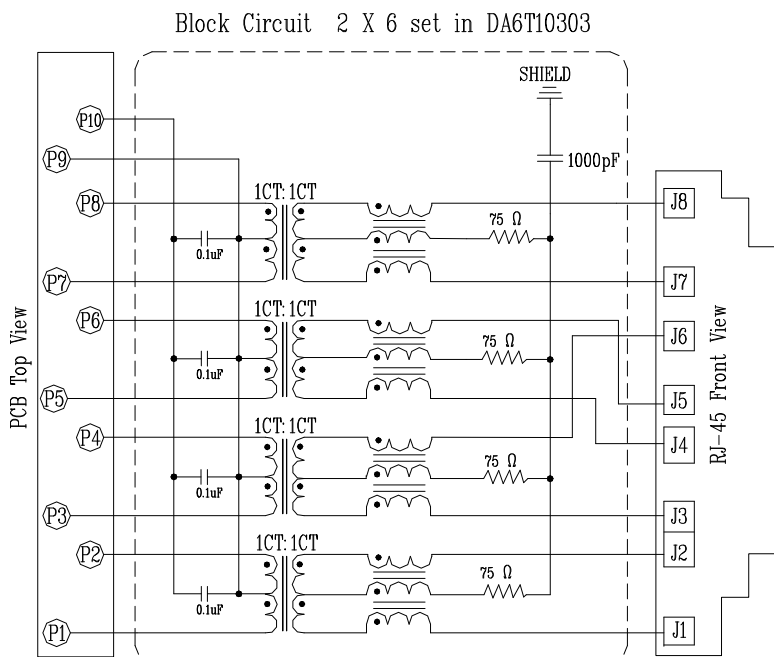 Block Circuit 2 X 6 set in DA6T10303
SHIELD
P10
P9
1000pF
1CT:1CT
P8
J8
75 Ω
0.1uF
P7
J7
1CT:1CT
P6
J6
75 Ω
0.1uF
P5
J5
1CT:1CT
P4
J4
75 Ω
0.1uF
P3
J3
1CT:1CT
P2
J2
75 Ω
0.1uF
P1
J1
PCB Top View
RJ-45 Front View